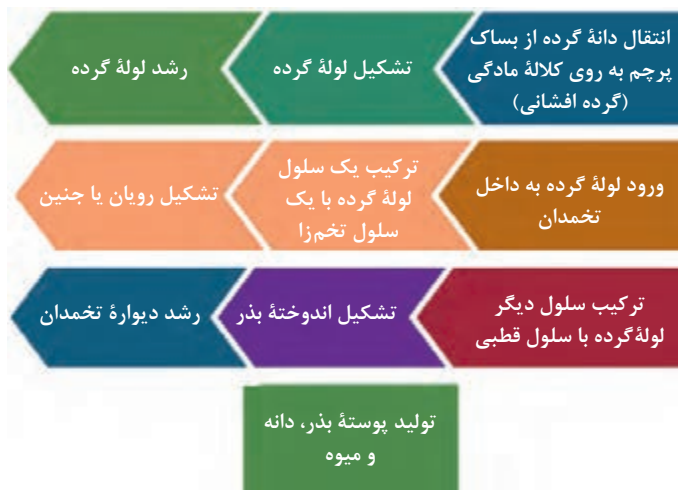 انتقال دانهٔ گرده از بساک
پرچم به روی کلالهٔ مادگی
(گرده افشانی)
تشکیل لولهٔ گرده
رشد لولهٔ گرده
ورود لولهٔ گرده به داخل
تخمدان
ترکیب یک سلول
لولهٔ گرده با یک
سلول تخم‌زا
تشکیل رویان یا جنین
ترکیب سلول دیگر
لوله‌گرده با سلول قطبی
تشکیل اندوختهٔ بذر
رشد دیوارهٔ تخمدان
تولید پوستهٔ بذر، دانه
و میوه